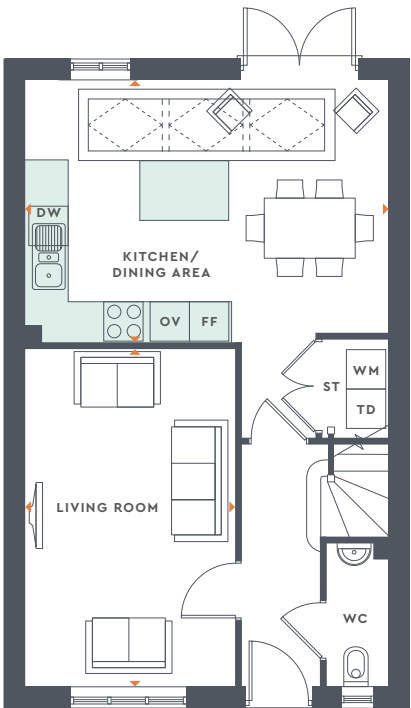 DW
KITCHEN/
DINING AREA
OV FF
WM
ST
TD
LIVING ROOM
WC